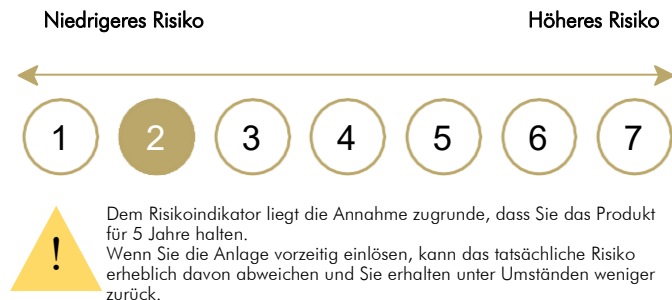 Niedrigeres Risiko Höheres Risiko
1 2 3 4 5 6 7
! Dem Risikoindikator liegt die Annahme zugrunde, dass Sie das Produkt
für 5 Jahre halten.
Wenn Sie die Anlage vorzeitig einlösen, kann das tatsächliche Risiko
erheblich davon abweichen und Sie erhalten unter Umständen weniger
zurück.